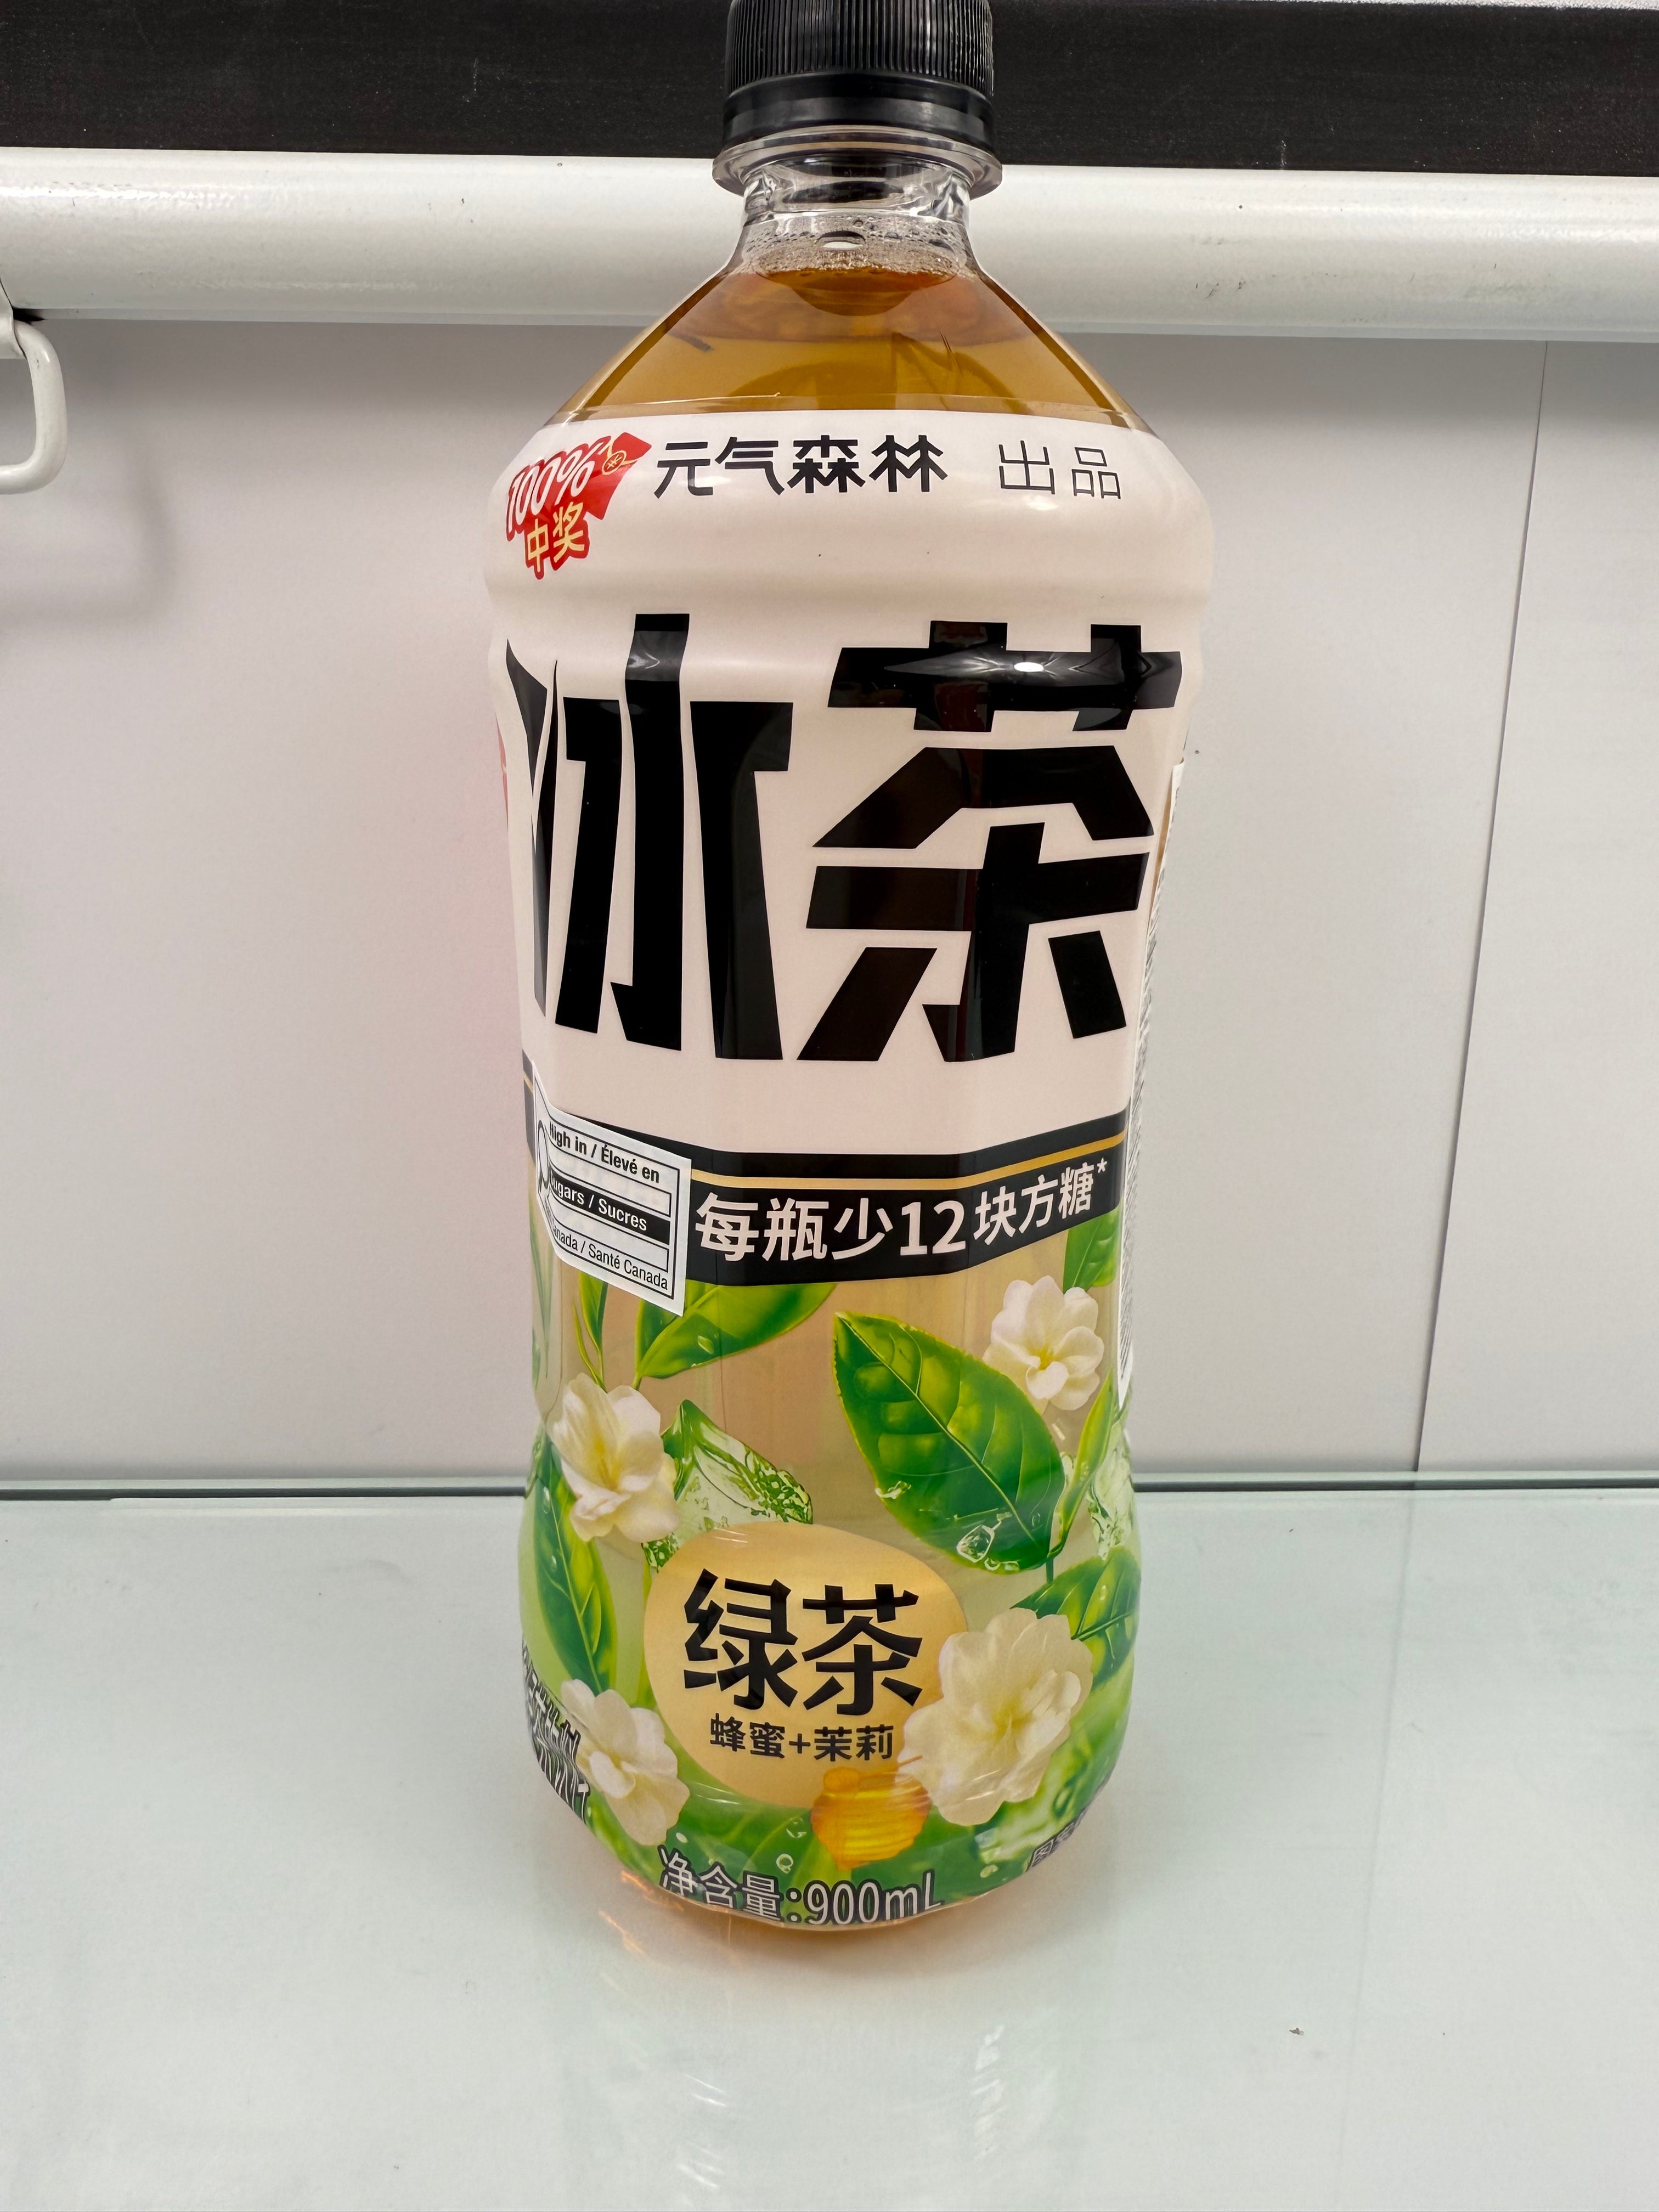 100%
中奖
元气森林 出品
冰茶
High in / Élevé en
Sugars / Sucres
Canada / Santé Canada
每瓶少12块方糖*
绿茶
蜂蜜+茉莉
净含量:900mL